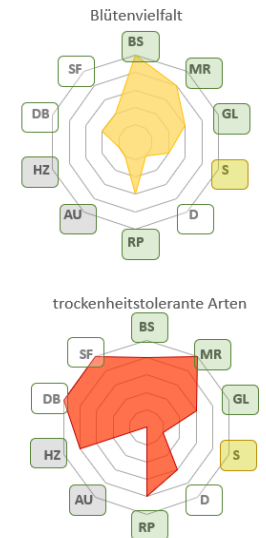 Blütenvielfalt
BS
SF
MR
DB
GL
HZ
S
AU
D
RP
trockenheitstolerante Arten
BS
SF
MR
DB
GL
HZ
S
AU
D
RP